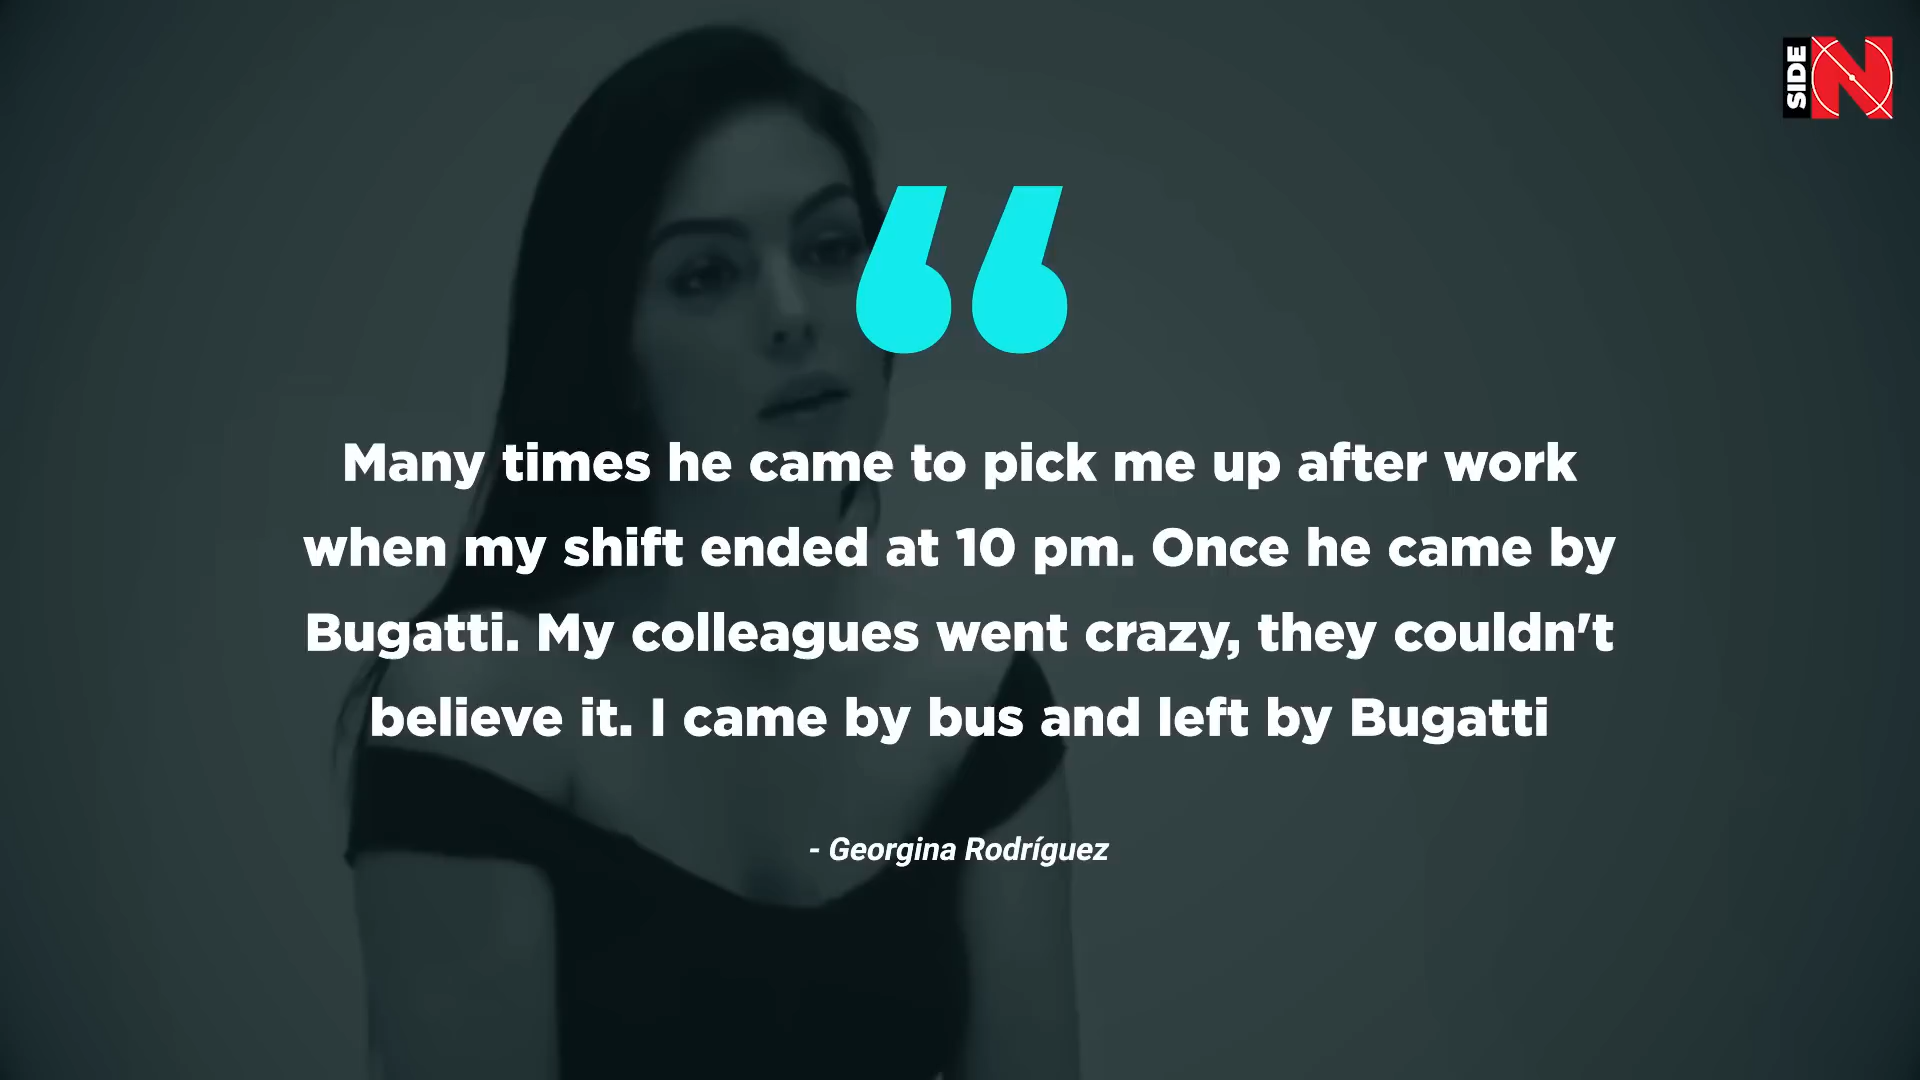 SIDE N
“
Many times he came to pick me up after work
when my shift ended at 10 pm. Once he came by
Bugatti. My colleagues went crazy, they couldn't
believe it. I came by bus and left by Bugatti
- Georgina Rodríguez